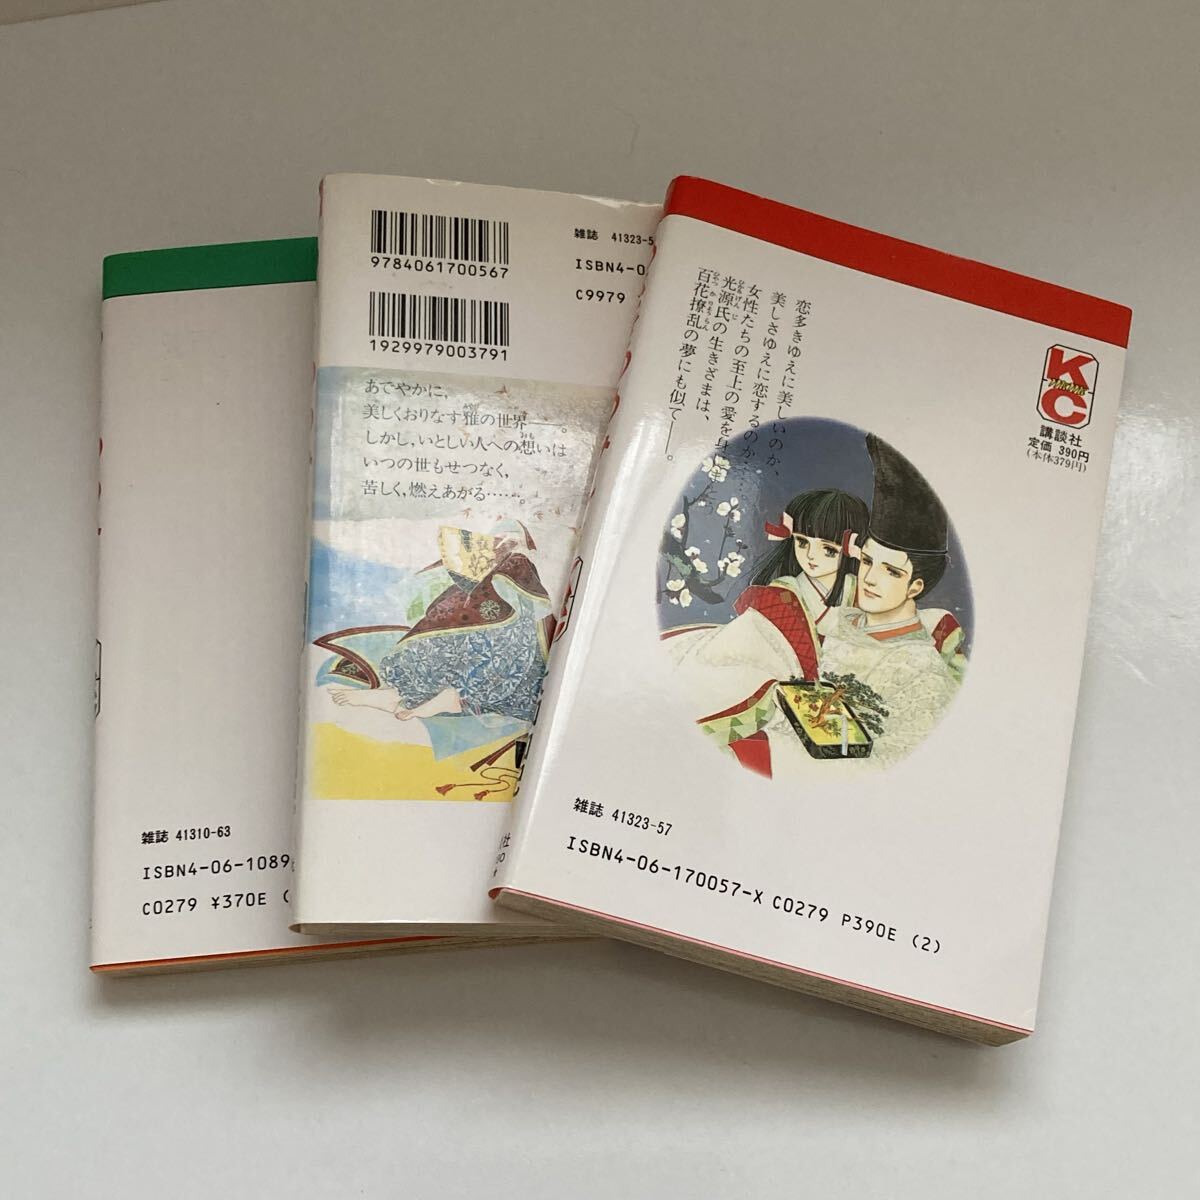 雑誌 41310-63
ISBN4-06-1089
C0279 ¥370E (
9784061700567
雑誌 41323-5
ISBN4-0
C9979
1929979003791
あでやかに,
美しくおりなす雅の世界――。
しかし,いとしい人への想いは
いつの世もせつなく,
苦しく,燃えあがる……。
恋多きゆえに美しいのか、
美しさゆえに恋するのか……。
女性たちの至上の愛を身に
光源氏の生きざまは、
百花撩乱の夢にも似て――。
KC
講談社
定価 390円
(本体379円)
雑誌 41323-57
ISBN4-06-170057-X C0279 P390E (2)